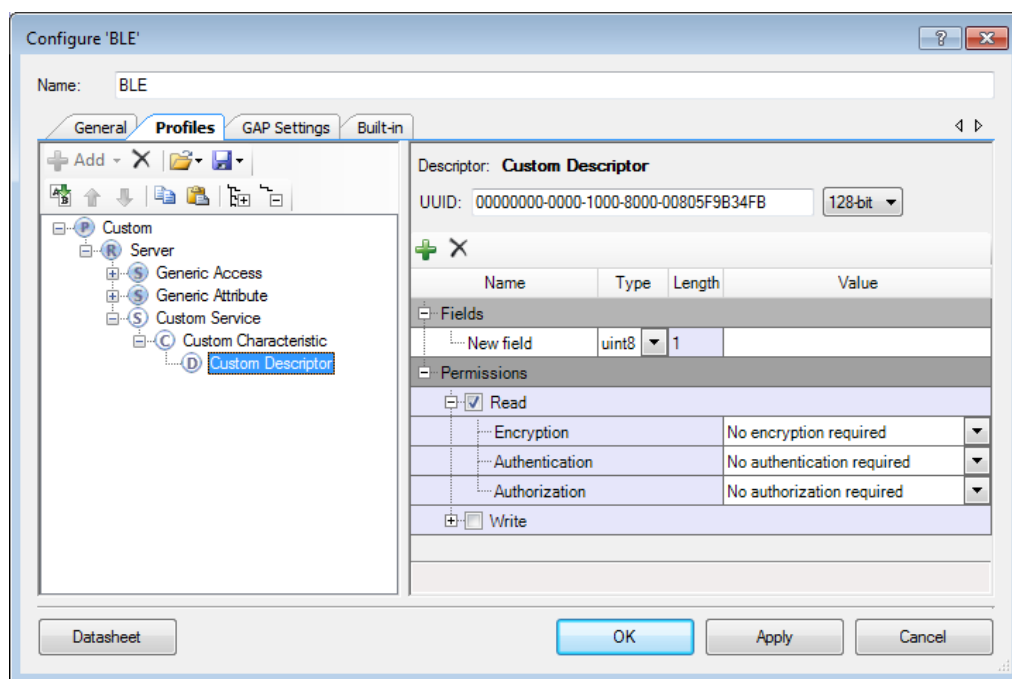 Configure 'BLE'
Name: BLE
General Profiles GAP Settings Built-in
Add
Descriptor: Custom Descriptor
UUID: 00000000-0000-1000-8000-00805F9B34FB 128-bit
Custom
Server
Generic Access
Generic Attribute
Custom Service
Custom Characteristic
Custom Descriptor
Name Type Length Value
Fields
New field uint8 1
Permissions
Read
Encryption No encryption required
Authentication No authentication required
Authorization No authorization required
Write
Datasheet OK Apply Cancel